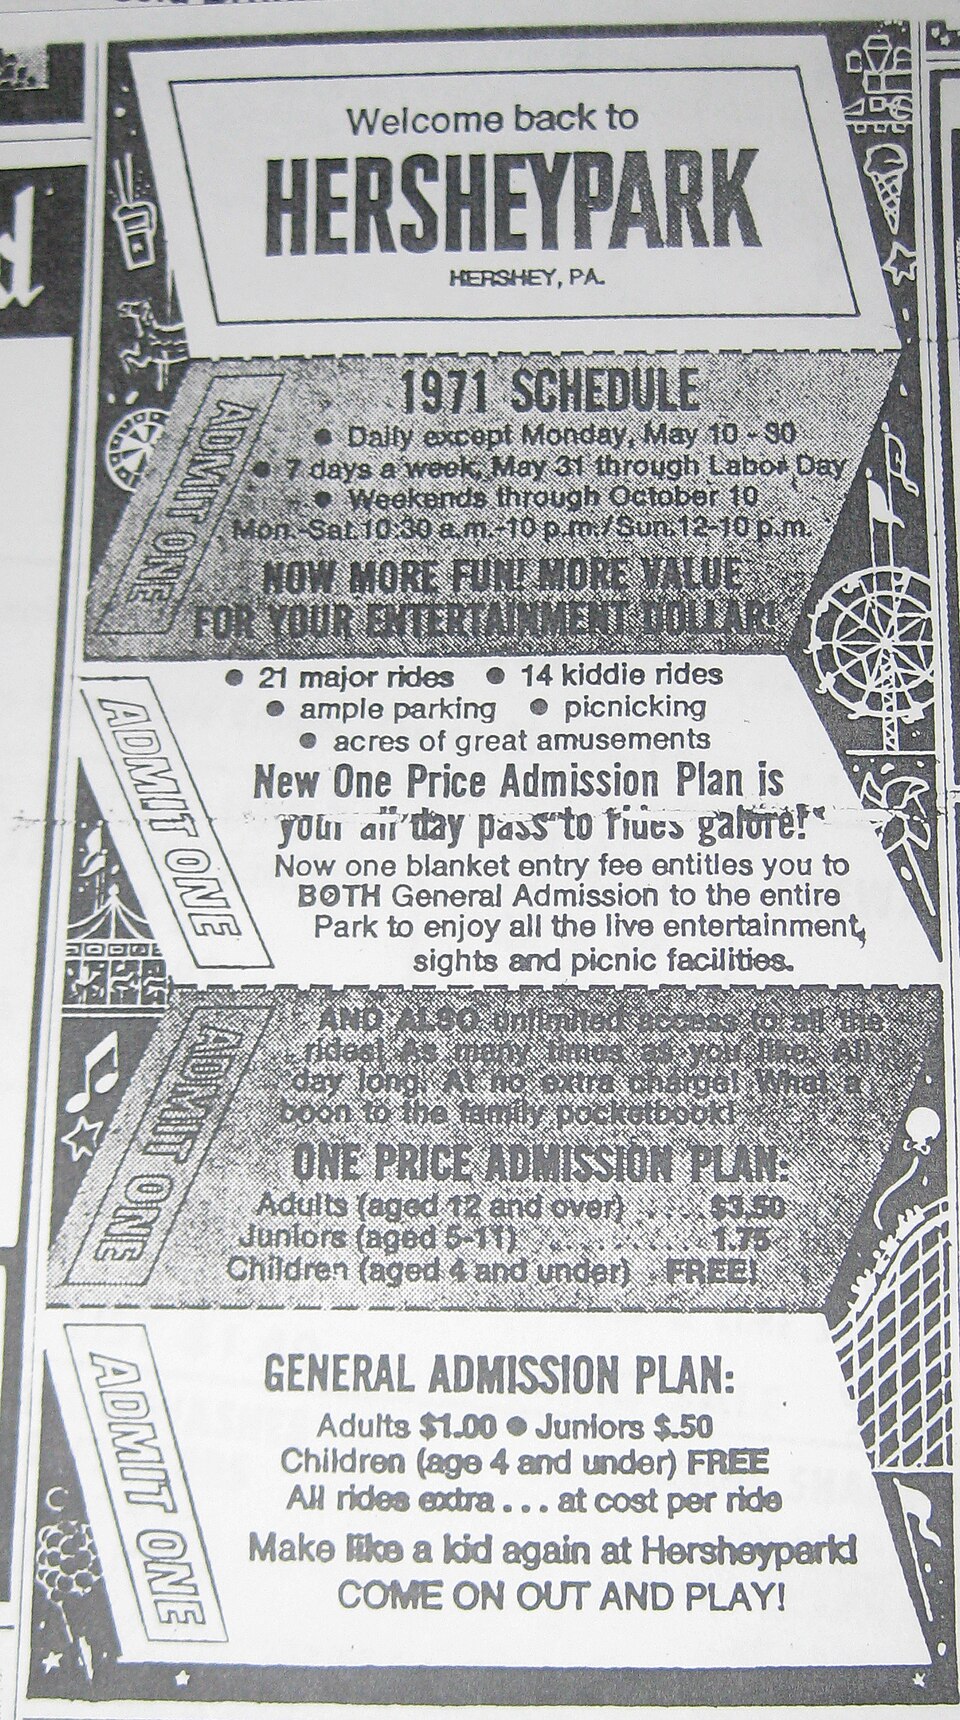 Welcome back to
HERSHEYPARK
HERSHEY, PA.
ADMIT ONE
1971 SCHEDULE
● Daily except Monday, May 10 - 30
● 7 days a week, May 31 through Labor Day
● Weekends through October 10
Mon.-Sat. 10:30 a.m.-10 p.m./Sun. 12-10 p.m.
NOW MORE FUN! MORE VALUE
FOR YOUR ENTERTAINMENT DOLLAR!
ADMIT ONE
● 21 major rides ● 14 kiddie rides
● ample parking ● picnicking
● acres of great amusements
New One Price Admission Plan is
your all day pass to rides galore!
Now one blanket entry fee entitles you to
BOTH General Admission to the entire
Park to enjoy all the live entertainment,
sights and picnic facilities.
ADMIT ONE
AND ALSO unlimited access to all the
rides! As many times as you like. All
day long. At no extra charge! What a
boon to the family pocketbook!
ONE PRICE ADMISSION PLAN:
Adults (aged 12 and over) ..... $3.50
Juniors (aged 5-11) ............ 1.75
Children (aged 4 and under) . FREE!
ADMIT ONE
GENERAL ADMISSION PLAN:
Adults $1.00 ● Juniors $.50
Children (age 4 and under) FREE
All rides extra . . . at cost per ride
Make like a kid again at Hersheypark!
COME ON OUT AND PLAY!